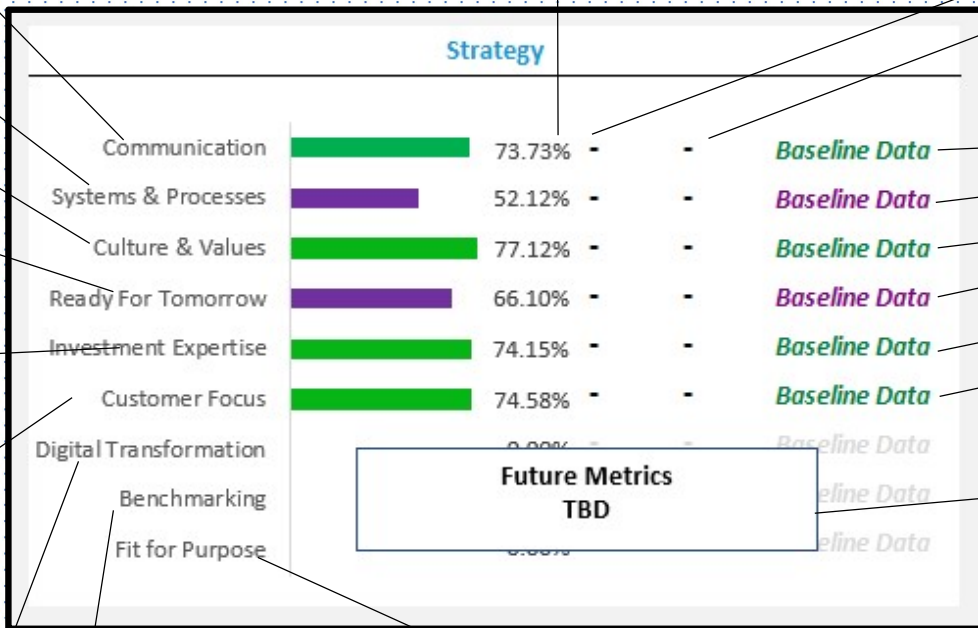 Strategy
Communication 73.73% - - Baseline Data
Systems & Processes 52.12% - - Baseline Data
Culture & Values 77.12% - - Baseline Data
Ready For Tomorrow 66.10% - - Baseline Data
Investment Expertise 74.15% - - Baseline Data
Customer Focus 74.58% - - Baseline Data
Digital Transformation - - Baseline Data
Future Metrics
TBD
Benchmarking Data
Fit for Purpose Data